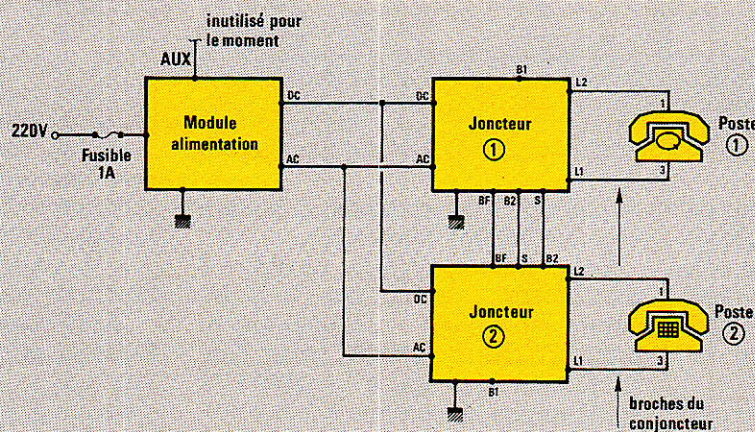 inutilisé pour
le moment
AUX
220V
Fusible
1A
Module
alimentation
DC
AC
B1
DC
AC
Joncteur
1
L2
L1
BF
B2
S
1
3
Poste
1
BF
S
B2
DC
AC
Joncteur
2
L2
L1
B1
1
3
Poste
2
broches du
conjoncteur